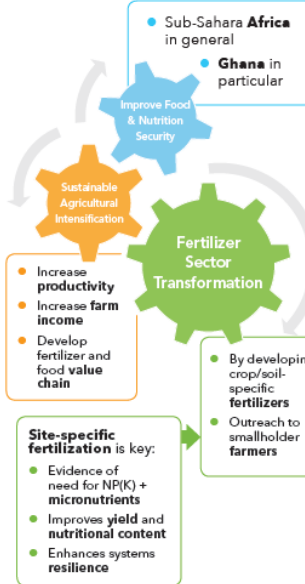 • Sub-Sahara Africa
in general
• Ghana in
particular
Improve Food
& Nutrition
Security
Sustainable
Agricultural
Intensification
Fertilizer
Sector
Transformation
• Increase
productivity
• Increase farm
income
• Develop
fertilizer and
food value
chain
• By developin
crop/soil-
specific
fertilizers
• Outreach to
smallholder
farmers
Site-specific
fertilization is key:
• Evidence of
need for NP(K) +
micronutrients
• Improves yield and
nutritional content
• Enhances systems
resilience